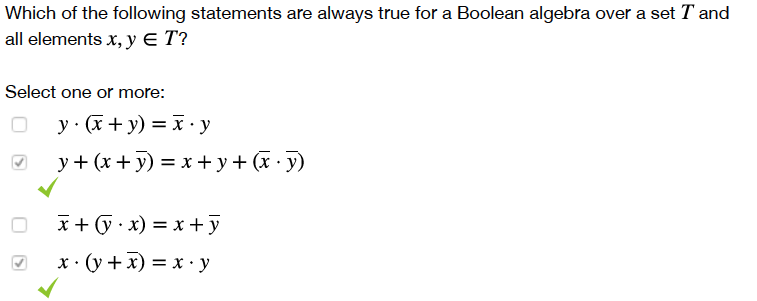 Which of the following statements are always true for a Boolean algebra over a set T and
all elements x, y ∈ T?
Select one or more:
y · (x̅ + y) = x̅ · y
y + (x + y̅) = x + y + (x̅ · y̅)
x̅ + (y̅ · x) = x + y̅
x · (y + x̅) = x · y